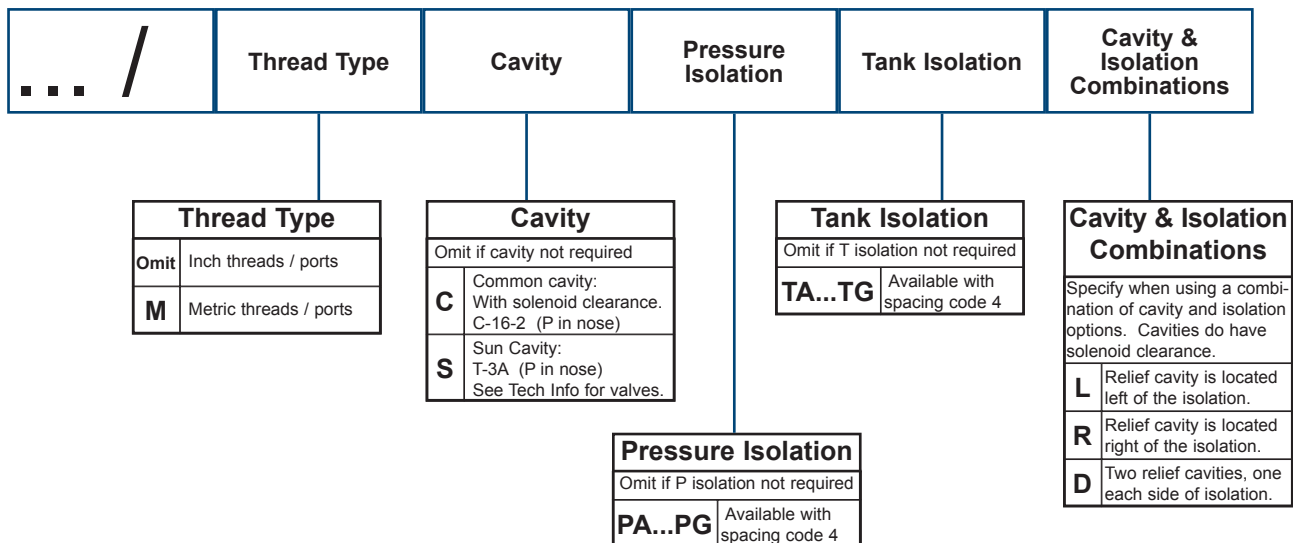 ... /
Thread Type
Cavity
Pressure
Isolation
Tank Isolation
Cavity &
Isolation
Combinations
Thread Type
Omit Inch threads / ports
M Metric threads / ports
Cavity
Omit if cavity not required
C Common cavity:
With solenoid clearance.
C-16-2 (P in nose)
S Sun Cavity:
T-3A (P in nose)
See Tech Info for valves.
Pressure Isolation
Omit if P isolation not required
PA...PG Available with
spacing code 4
Tank Isolation
Omit if T isolation not required
TA...TG Available with
spacing code 4
Cavity & Isolation
Combinations
Specify when using a combi-
nation of cavity and isolation
options. Cavities do have
solenoid clearance.
L Relief cavity is located
left of the isolation.
R Relief cavity is located
right of the isolation.
D Two relief cavities, one
each side of isolation.